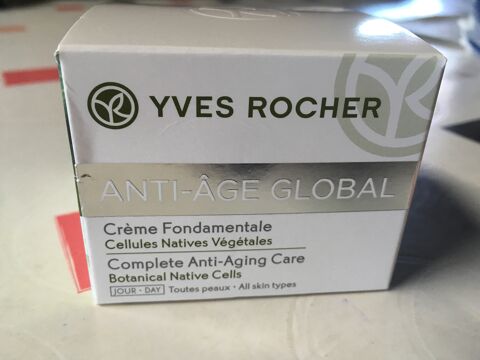 YVES ROCHER
ANTI-ÂGE GLOBAL
Crème Fondamentale
Cellules Natives Végétales
Complete Anti-Aging Care
Botanical Native Cells
JOUR • DAY Toutes peaux • All skin types